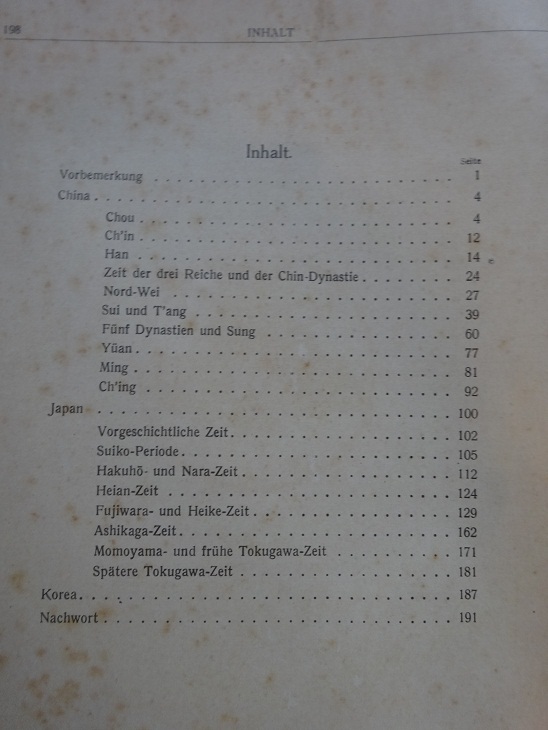 198
INHALT
Inhalt.
Seite
Vorbemerkung . . . . . . . . . . . . . . . . . . . . . . 1
China . . . . . . . . . . . . . . . . . . . . . . . . . 4
Chou . . . . . . . . . . . . . . . . . . . . . . . 4
Ch'in . . . . . . . . . . . . . . . . . . . . . . . 12
Han . . . . . . . . . . . . . . . . . . . . . . . 14
Zeit der drei Reiche und der Chin-Dynastie . . . . . . . 24
Nord-Wei . . . . . . . . . . . . . . . . . . . . . 27
Sui und T'ang . . . . . . . . . . . . . . . . . . . 39
Fünf Dynastien und Sung . . . . . . . . . . . . . . 60
Yüan . . . . . . . . . . . . . . . . . . . . . . . 77
Ming . . . . . . . . . . . . . . . . . . . . . . . 81
Ch'ing . . . . . . . . . . . . . . . . . . . . . . 92
Japan . . . . . . . . . . . . . . . . . . . . . . . . . 100
Vorgeschichtliche Zeit . . . . . . . . . . . . . . . . 102
Suiko-Periode . . . . . . . . . . . . . . . . . . . 105
Hakuhō- und Nara-Zeit . . . . . . . . . . . . . . . 112
Heian-Zeit . . . . . . . . . . . . . . . . . . . . 124
Fujiwara- und Heike-Zeit . . . . . . . . . . . . . . 129
Ashikaga-Zeit . . . . . . . . . . . . . . . . . . . 162
Momoyama- und frühe Tokugawa-Zeit . . . . . . . . 171
Spätere Tokugawa-Zeit . . . . . . . . . . . . . . . 181
Korea . . . . . . . . . . . . . . . . . . . . . . . . . 187
Nachwort . . . . . . . . . . . . . . . . . . . . . . . . 191